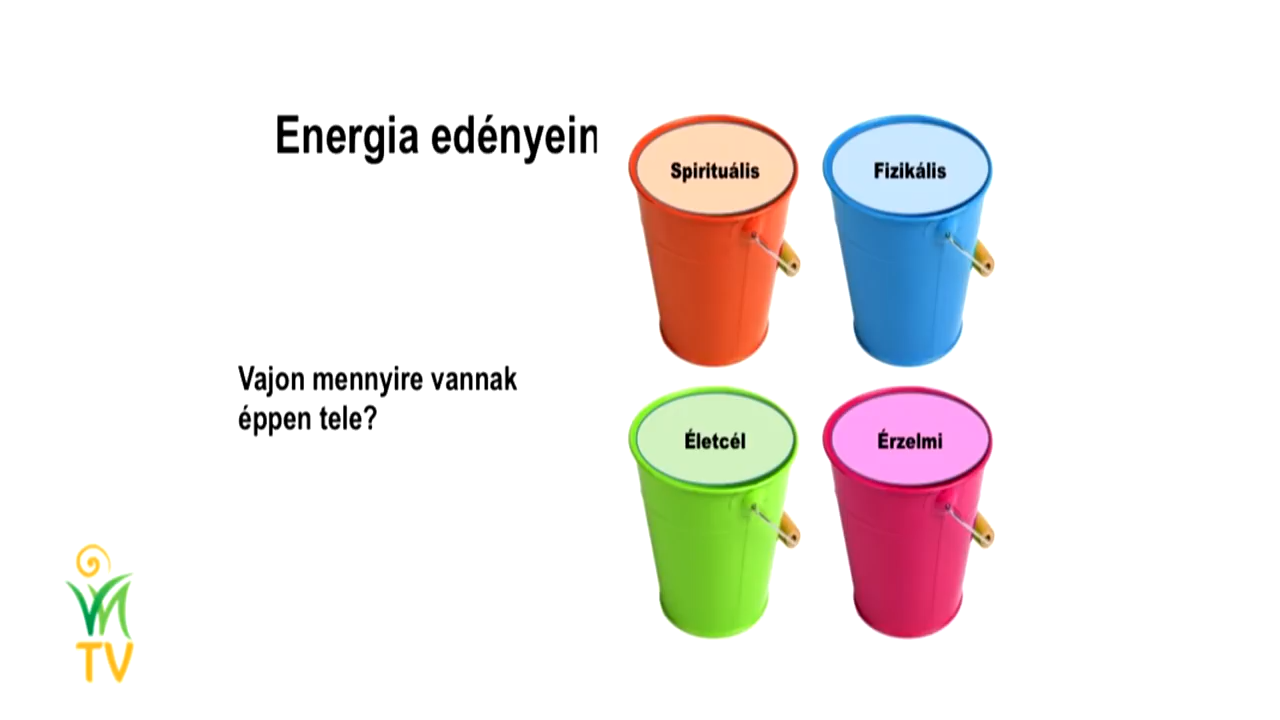 Energia edényein
Spirituális
Fizikális
Vajon mennyire vannak
éppen tele?
Életcél
Érzelmi
TV